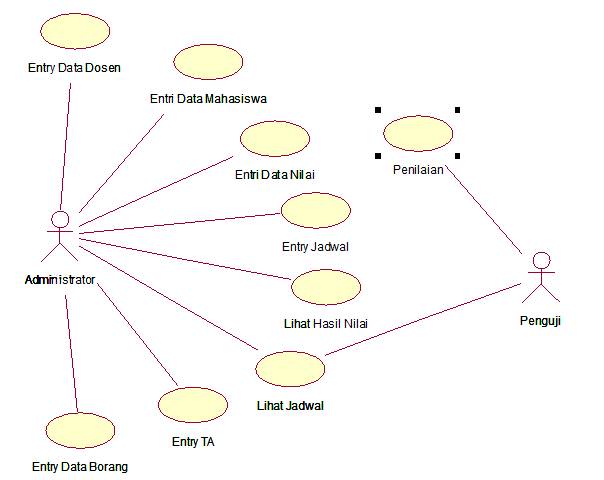 Entry Data Dosen
Entri Data Mahasiswa
Entri Data Nilai
Penilaian
Entry Jadwal
Administrator
Lihat Hasil Nilai
Penguji
Lihat Jadwal
Entry TA
Entry Data Borang